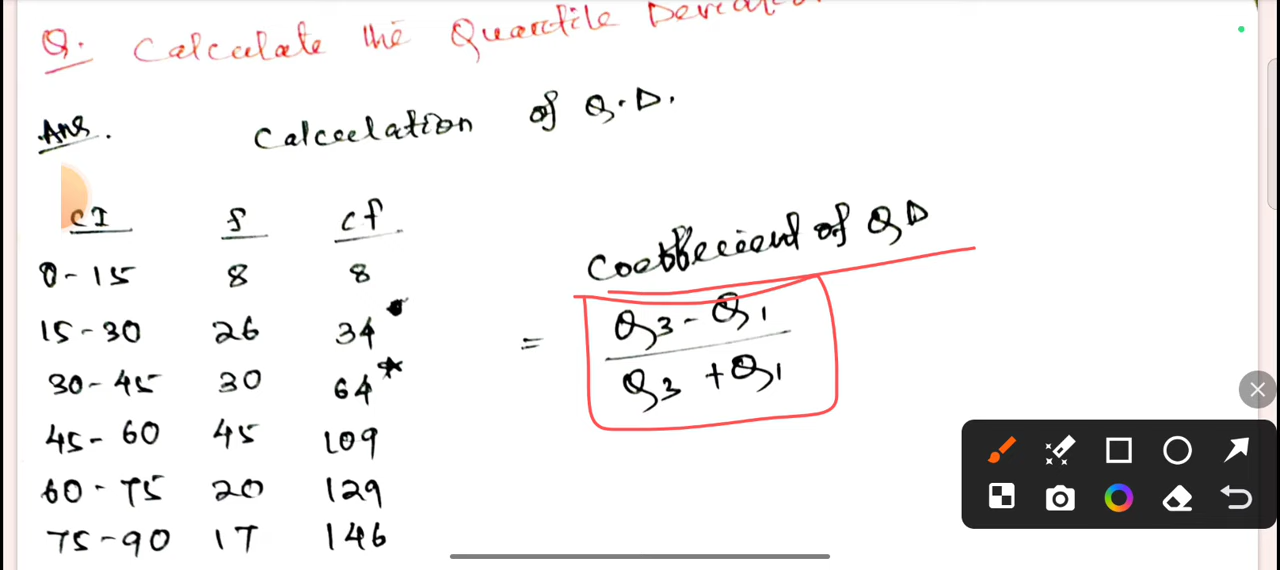 Q. Calculate the Quartile Deviation
Ans. Calculation of Q.D.
CI f cf
0-15 8 8
15-30 26 34
30-45 30 64*
45-60 45 109
60-75 20 129
75-90 17 146
Coefficient of QD
= Q3 - Q1
Q3 + Q1